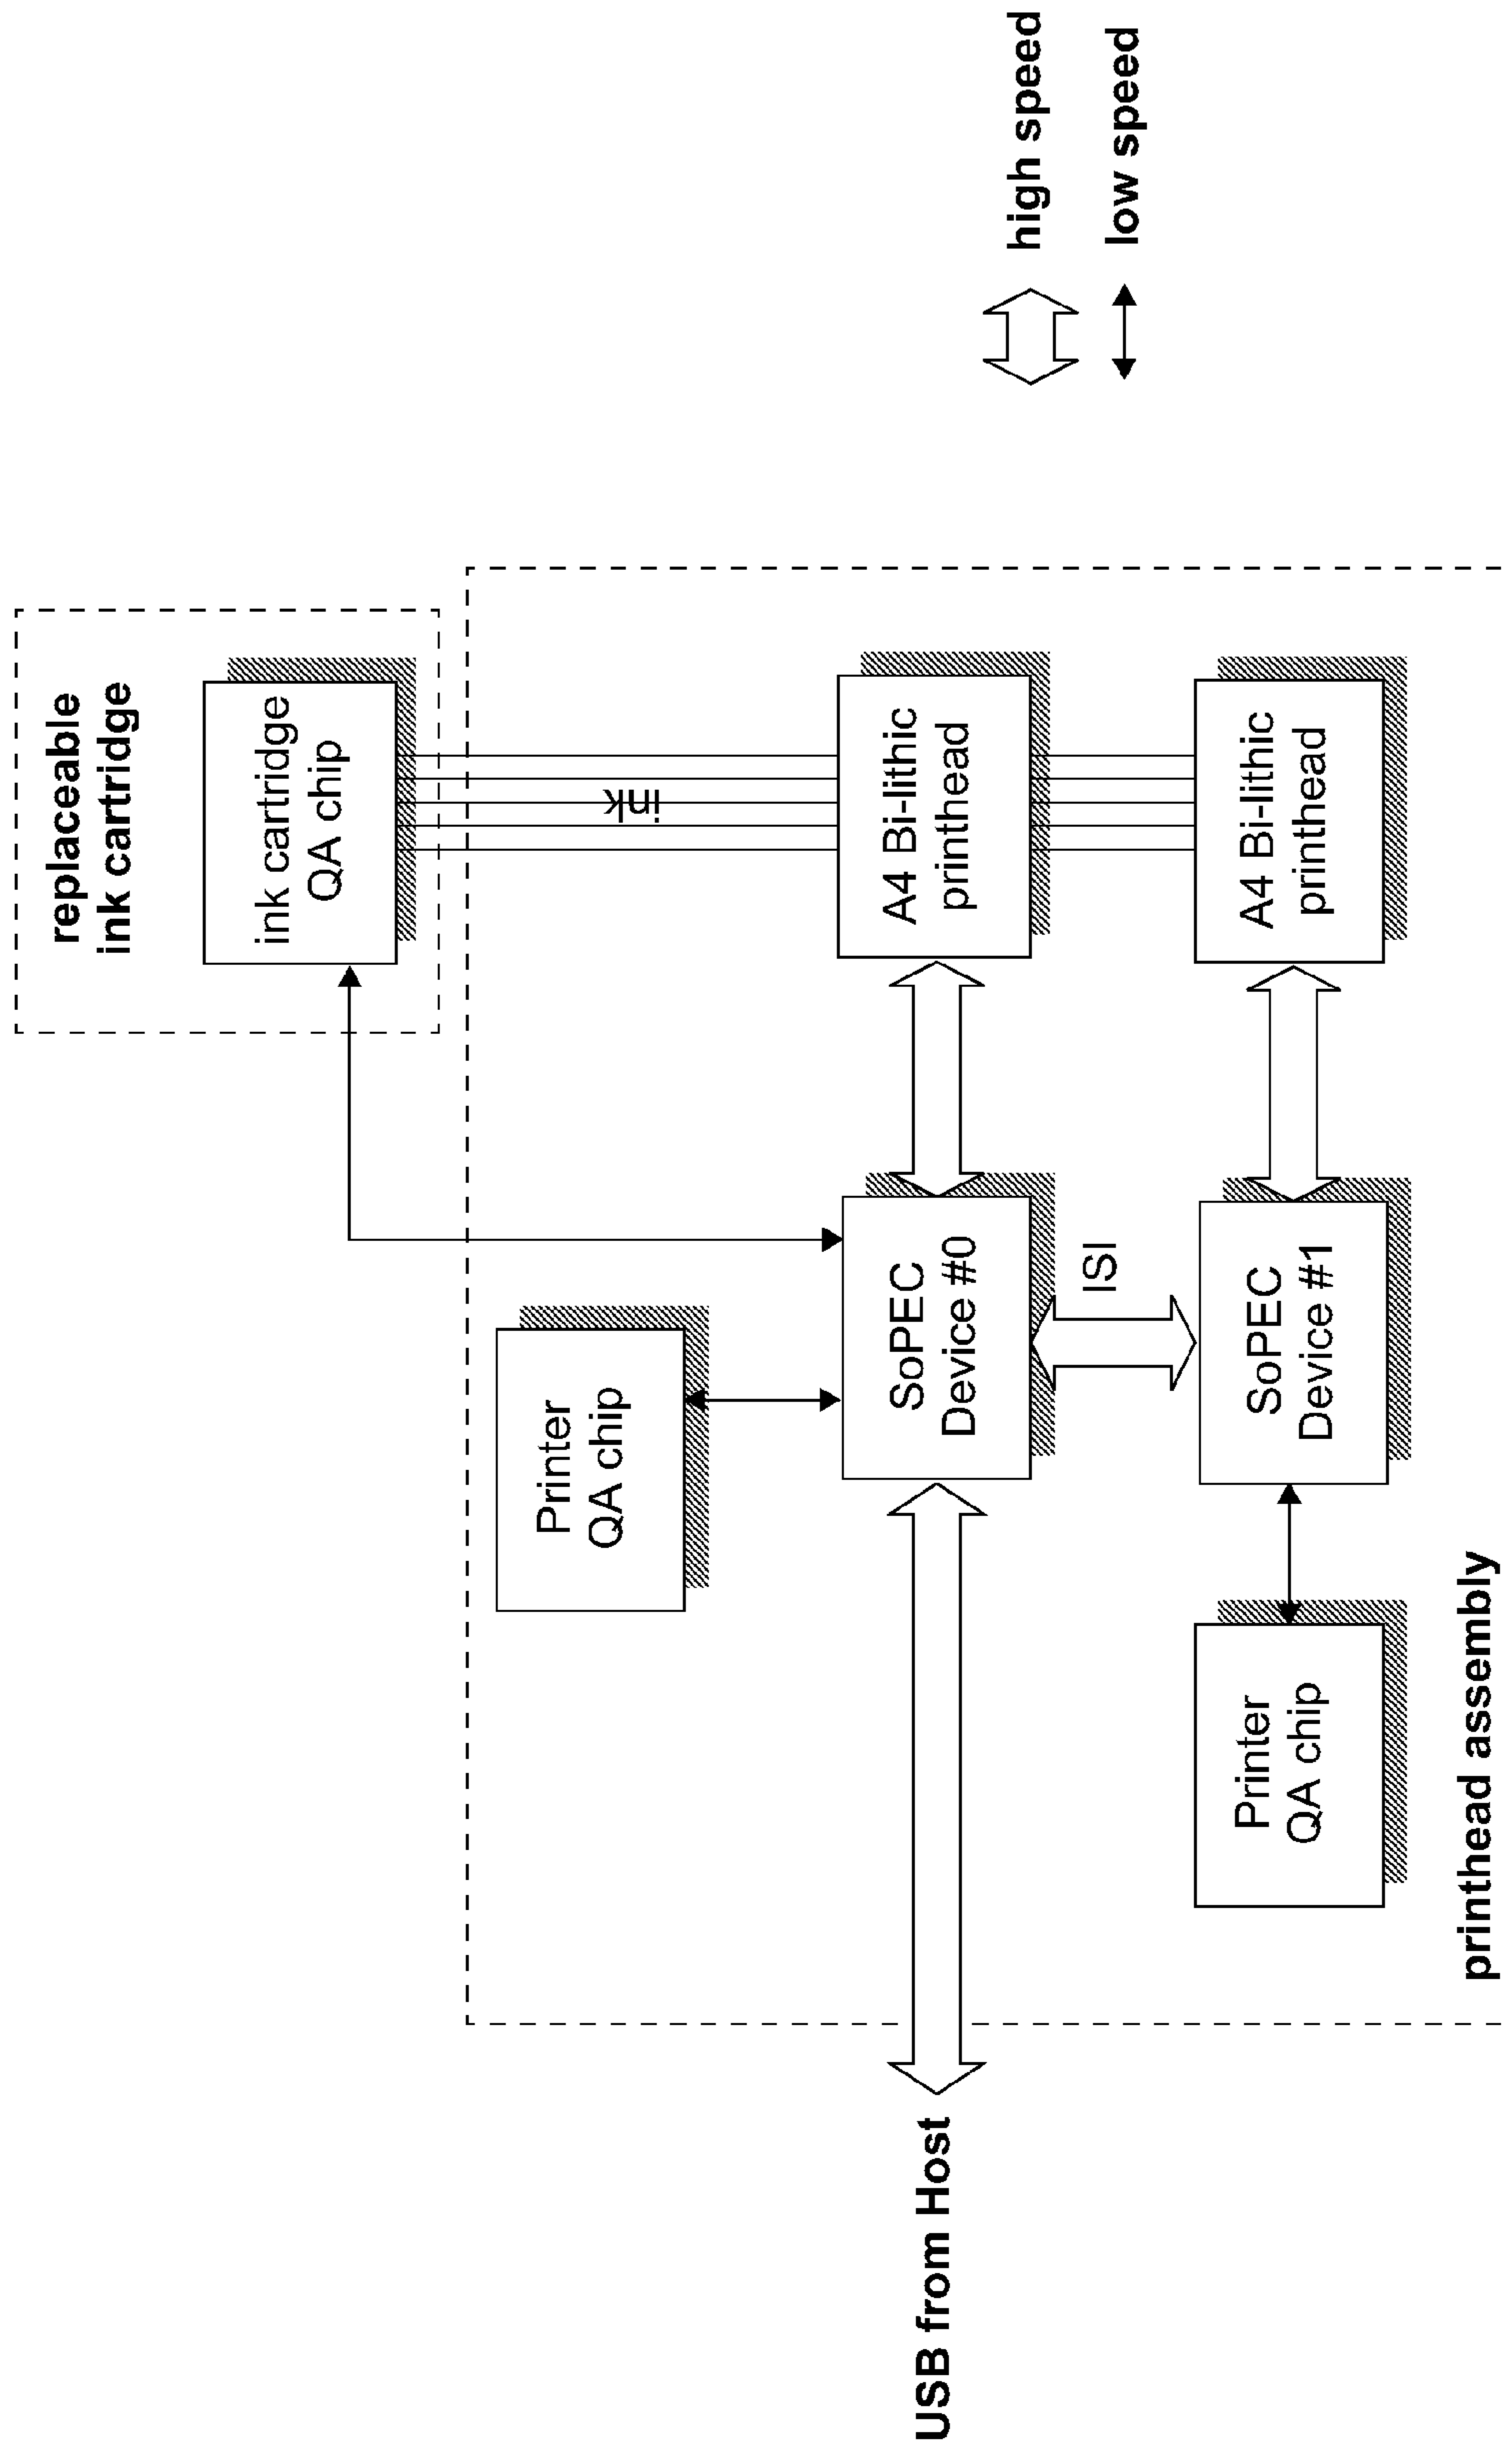 replaceable
ink cartridge
ink cartridge
QA chip
ink
Printer
QA chip
USB from Host
SoPEC
Device #0
A4 Bi-lithic
printhead
high speed
low speed
ISI
Printer
QA chip
SoPEC
Device #1
A4 Bi-lithic
printhead
printhead assembly